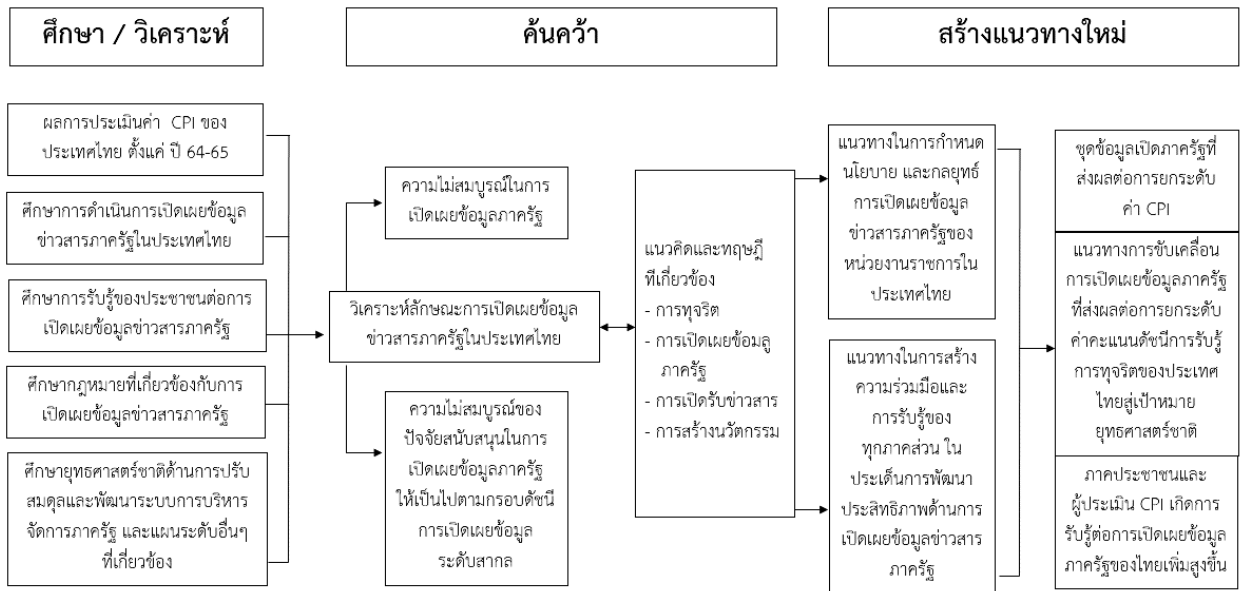 ศึกษา / วิเคราะห์
ค้นคว้า
สร้างแนวทางใหม่
ผลการประเมินค่า CPI ของ
ประเทศไทย ตั้งแค่ ปี 64-65
ศึกษาการดำเนินการเปิดเผยข้อมูล
ข่าวสารภาครัฐในประเทศไทย
ศึกษาการรับรู้ของประชาชนต่อการ
เปิดเผยข้อมูลข่าวสารภาครัฐ
ศึกษากฎหมายที่เกี่ยวข้องกับการ
เปิดเผยข้อมูลข่าวสารภาครัฐ
ศึกษายุทธศาสตร์ชาติด้านการปรับ
สมดุลและพัฒนาระบบการบริหาร
จัดการภาครัฐ และแผนระดับอื่นๆ
ที่เกี่ยวข้อง
ความไม่สมบูรณ์ในการ
เปิดเผยข้อมูลภาครัฐ
วิเคราะห์ลักษณะการเปิดเผยข้อมูล
ข่าวสารภาครัฐในประเทศไทย
ความไม่สมบูรณ์ของ
ปัจจัยสนับสนุนในการ
เปิดเผยข้อมูลภาครัฐ
ให้เป็นไปตามกรอบดัชนี
การเปิดเผยข้อมูล
ระดับสากล
แนวคิดและทฤษฎี
ที่เกี่ยวข้อง
- การทุจริต
- การเปิดเผยข้อมลู
ภาครัฐ
- การเปิดรับข่าวสาร
- การสร้างนวัตกรรม
แนวทางในการกำหนด
นโยบาย และกลยุทธ์
การเปิดเผยข้อมูล
ข่าวสารภาครัฐของ
หน่วยงานราชการใน
ประเทศไทย
แนวทางในการสร้าง
ความร่วมมือและ
การรับรู้ของ
ทุกภาคส่วน ใน
ประเด็นการพัฒนา
ประสิทธิภาพด้านการ
เปิดเผยข้อมูลข่าวสาร
ภาครัฐ
ชุดข้อมูลเปิดภาครัฐที่
ส่งผลต่อการยกระดับ
ค่า CPI
แนวทางการขับเคลื่อน
การเปิดเผยข้อมูลภาครัฐ
ที่ส่งผลต่อการยกระดับ
ค่าคะแนนดัชนีการรับรู้
การทุจริตของประเทศ
ไทยสู่เป้าหมาย
ยุทธศาสตร์ชาติ
ภาคประชาชนและ
ผู้ประเมิน CPI เกิดการ
รับรู้ต่อการเปิดเผยข้อมูล
ภาครัฐของไทยเพิ่มสูงขึ้น